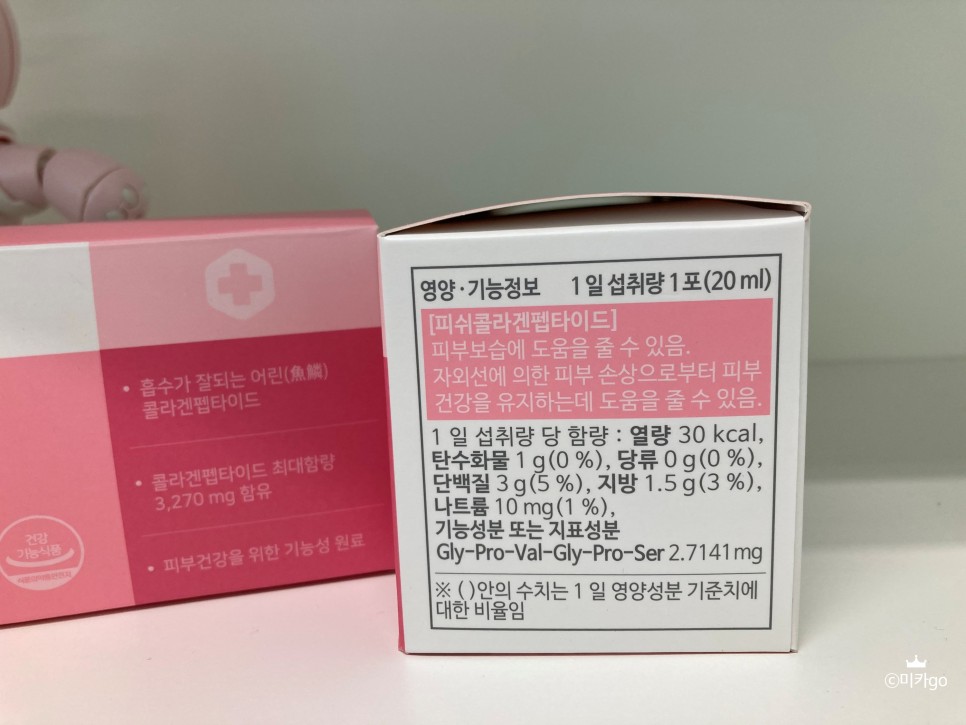 흡수가 잘되는 어린(魚鱗)
콜라겐펩타이드
콜라겐펩타이드 최대함량
3,270 mg 함유
피부건강을 위한 기능성 원료
건강
기능식품
식품의약품안전처
영양·기능정보 1일 섭취량 1포(20 ml)
[피쉬콜라겐펩타이드]
피부보습에 도움을 줄 수 있음.
자외선에 의한 피부 손상으로부터 피부
건강을 유지하는데 도움을 줄 수 있음.
1 일 섭취량 당 함량 : 열량 30 kcal,
탄수화물 1 g(0 %), 당류 0 g(0 %),
단백질 3 g(5 %), 지방 1.5 g(3 %),
나트륨 10 mg(1 %),
기능성분 또는 지표성분
Gly-Pro-Val-Gly-Pro-Ser 2.7141 mg
※ ( )안의 수치는 1 일 영양성분 기준치에
대한 비율임
©미카go